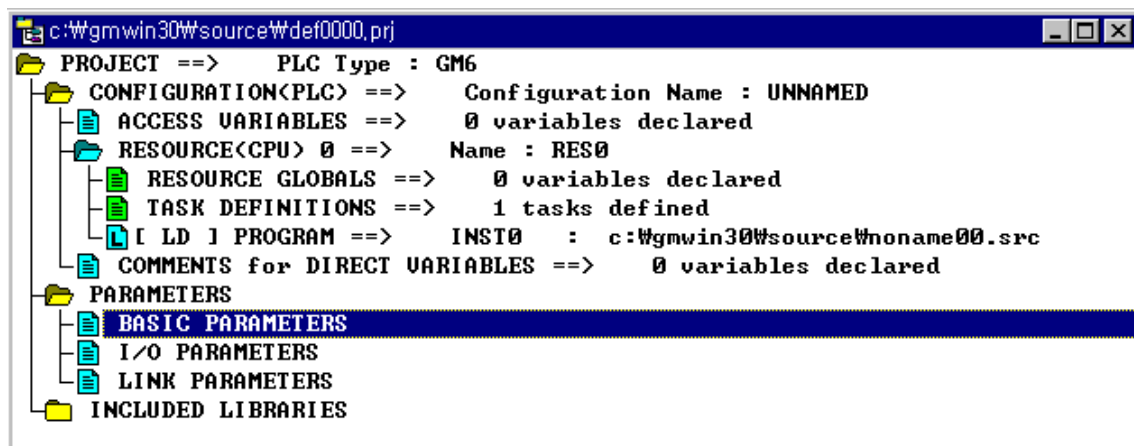 c:₩gmwin30₩source₩def0000.prj
PROJECT ==> PLC Type : GM6
CONFIGURATION(PLC) ==> Configuration Name : UNNAMED
ACCESS VARIABLES ==> 0 variables declared
RESOURCE(CPU) 0 ==> Name : RES0
RESOURCE GLOBALS ==> 0 variables declared
TASK DEFINITIONS ==> 1 tasks defined
L [ LD ] PROGRAM ==> INST0 : c:₩gmwin30₩source₩noname00.src
COMMENTS for DIRECT VARIABLES ==> 0 variables declared
PARAMETERS
BASIC PARAMETERS
I/O PARAMETERS
LINK PARAMETERS
INCLUDED LIBRARIES